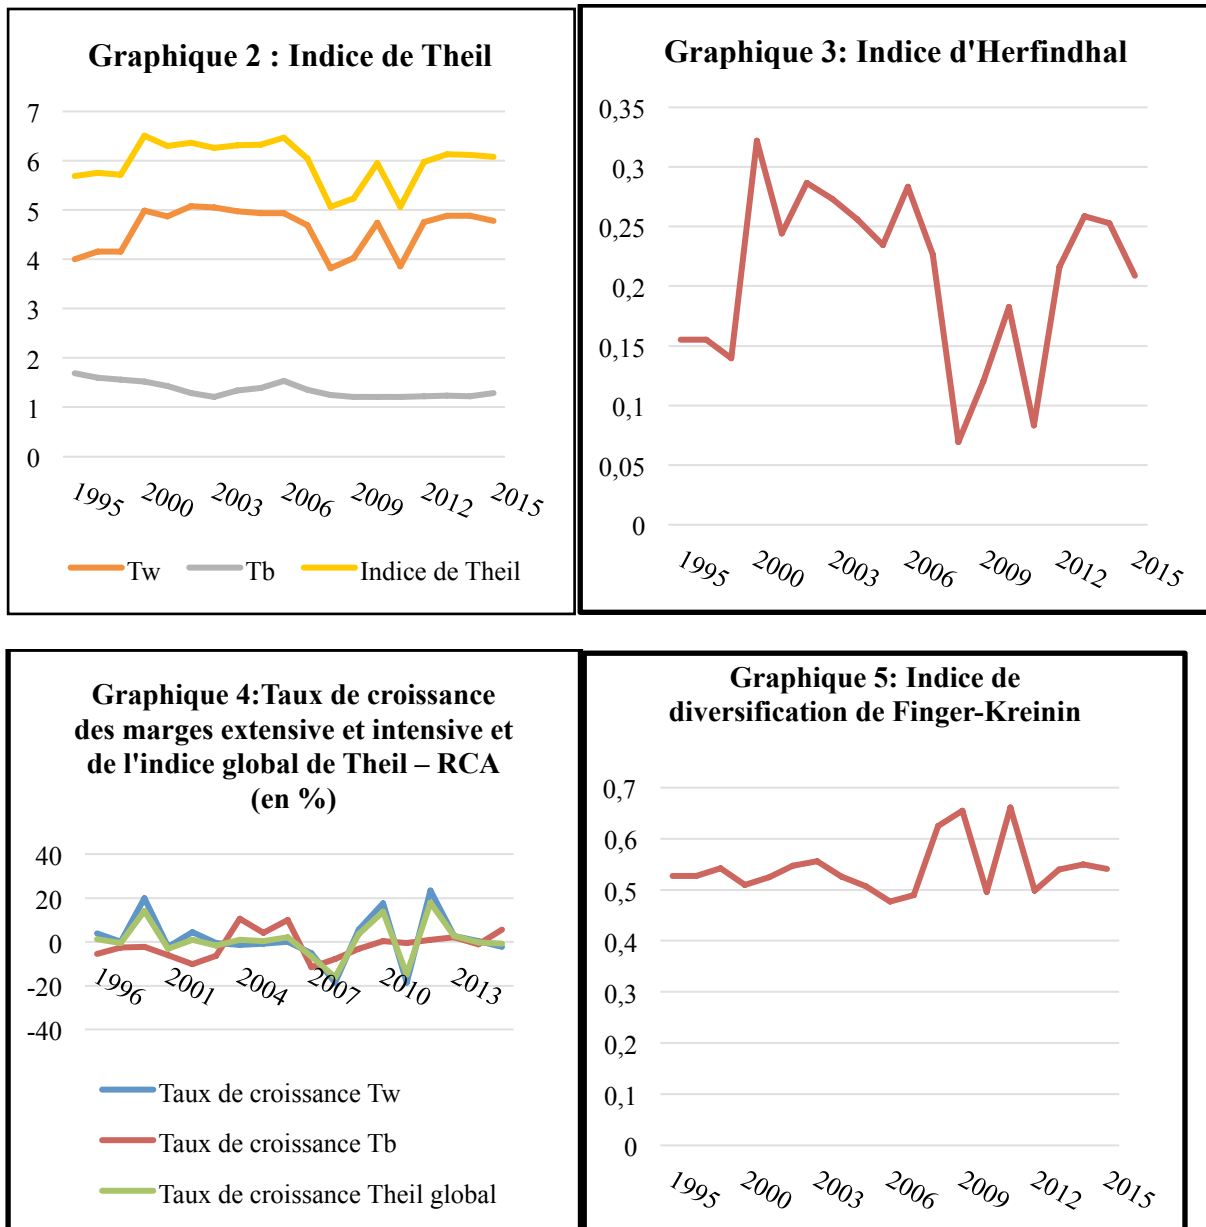 Graphique 2 : Indice de Theil
7
6
5
4
3
2
1
0
1995 2000 2003 2006 2009 2012 2015
Tw Tb Indice de Theil
Graphique 3: Indice d'Herfindhal
0,35
0,3
0,25
0,2
0,15
0,1
0,05
0
1995 2000 2003 2006 2009 2012 2015
Graphique 4:Taux de croissance
des marges extensive et intensive et
de l'indice global de Theil – RCA
(en %)
40
20
0
-20
-40
1996 2001 2004 2007 2010 2013
Taux de croissance Tw
Taux de croissance Tb
Taux de croissance Theil global
Graphique 5: Indice de
diversification de Finger-Kreinin
0,7
0,6
0,5
0,4
0,3
0,2
0,1
0
1995 2000 2003 2006 2009 2012 2015